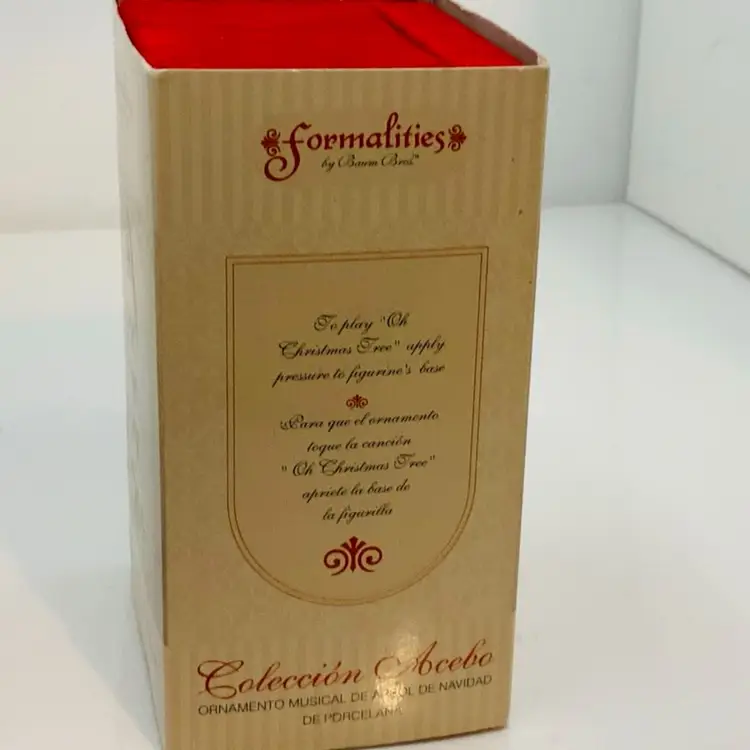 Formalities
by Baum Bros.™
To play "Oh
Christmas Tree" apply
pressure to figurine's base
Para que el ornamento
toque la canción
"Oh Christmas Tree"
apriete la base de
la figurilla
Colección Acebo
ORNAMENTO MUSICAL DE ARBOL DE NAVIDAD
DE PORCELANA